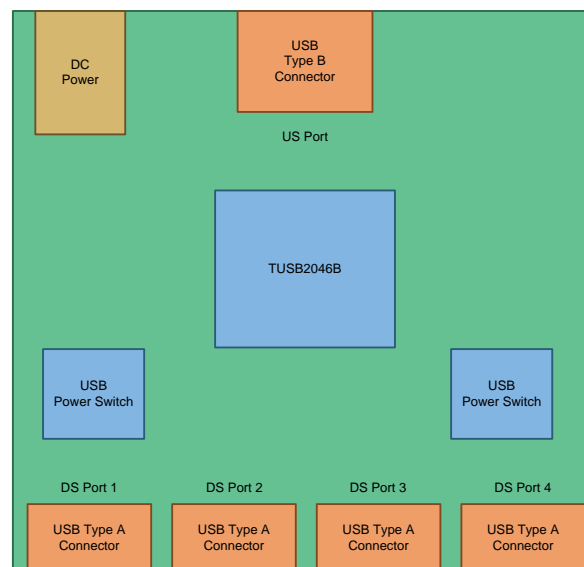 DC
Power
USB
Type B
Connector
US Port
TUSB2046B
USB
Power Switch
USB
Power Switch
DS Port 1
DS Port 2
DS Port 3
DS Port 4
USB Type A
Connector
USB Type A
Connector
USB Type A
Connector
USB Type A
Connector